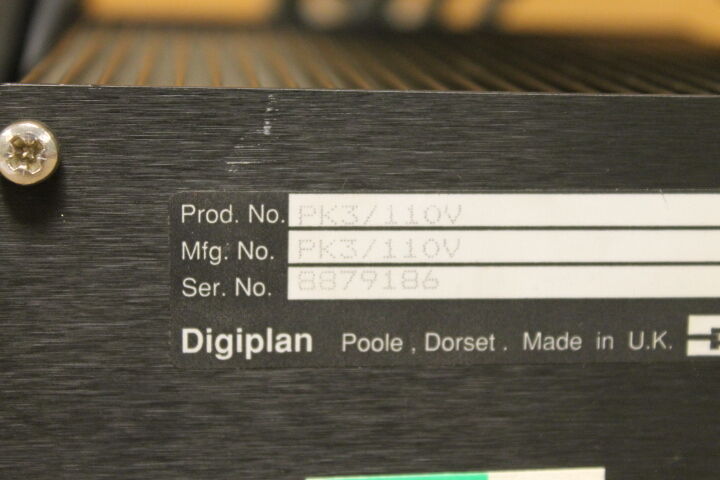 Prod. No. PK3/110V
Mfg. No. PK3/110V
Ser. No. 8879186
Digiplan Poole , Dorset . Made in U.K.